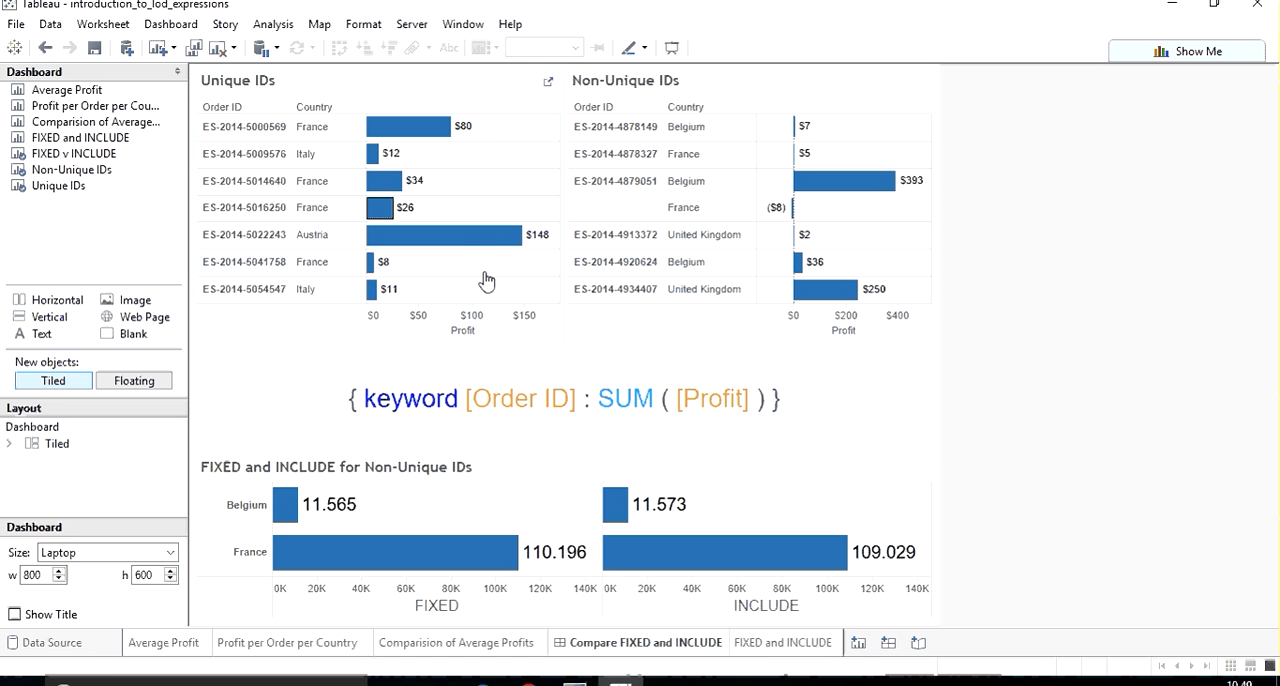 Tableau - introduction_to_lod_expressions
File Data Worksheet Dashboard Story Analysis Map Format Server Window Help
Abc
Show Me
Dashboard
Average Profit
Profit per Order per Cou...
Comparision of Average...
FIXED and INCLUDE
FIXED v INCLUDE
Non-Unique IDs
Unique IDs
Horizontal Image
Vertical Web Page
Text Blank
New objects:
Tiled Floating
Layout
Dashboard
Tiled
Dashboard
Size: Laptop
w 800 h 600
Show Title
Unique IDs
Order ID Country
ES-2014-5000569 France $80
ES-2014-5009576 Italy $12
ES-2014-5014640 France $34
ES-2014-5016250 France $26
ES-2014-5022243 Austria $148
ES-2014-5041758 France $8
ES-2014-5054547 Italy $11
$0 $50 $100 $150
Profit
Non-Unique IDs
Order ID Country
ES-2014-4878149 Belgium $7
ES-2014-4878327 France $5
ES-2014-4879051 Belgium $393
France ($8)
ES-2014-4913372 United Kingdom $2
ES-2014-4920624 Belgium $36
ES-2014-4934407 United Kingdom $250
$0 $200 $400
Profit
{ keyword [Order ID] : SUM ( [Profit] ) }
FIXED and INCLUDE for Non-Unique IDs
Belgium 11.565 11.573
France 110.196 109.029
0K 20K 40K 60K 80K 100K 120K 140K 0K 20K 40K 60K 80K 100K 120K 140K
FIXED INCLUDE
Data Source Average Profit Profit per Order per Country Comparision of Average Profits Compare FIXED and INCLUDE FIXED and INCLUDE
10:49